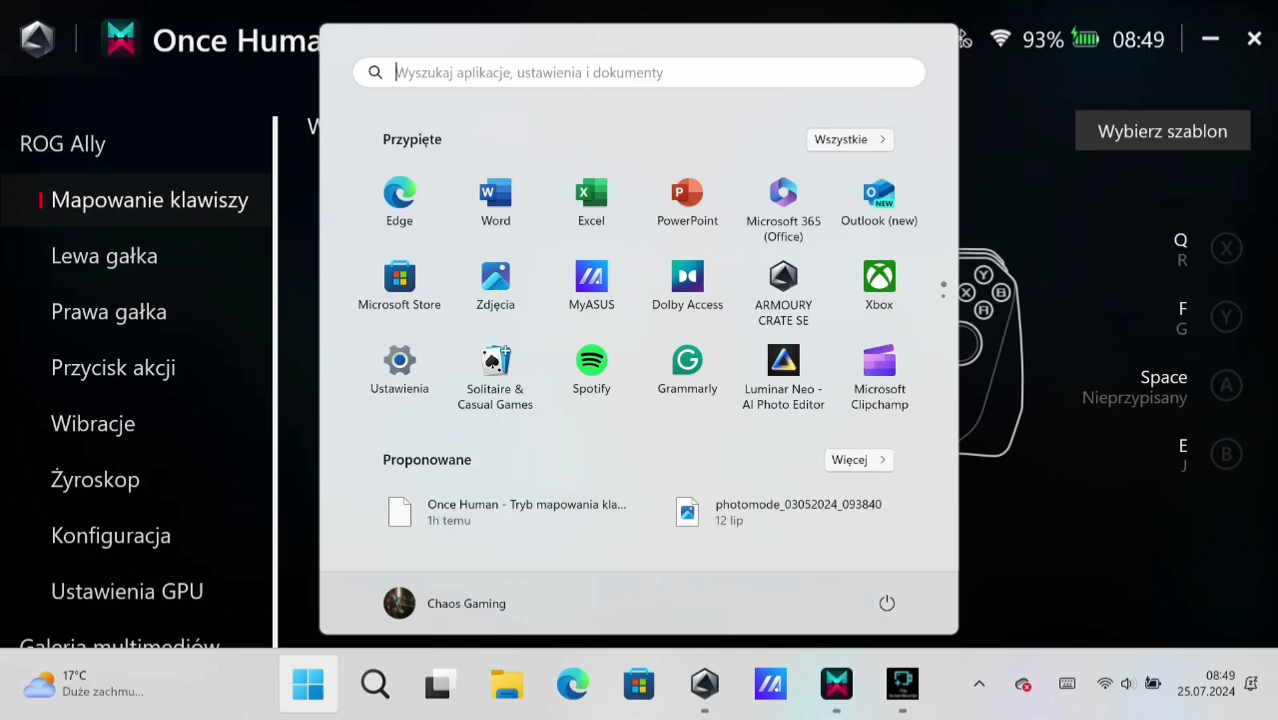 Once Huma
93%
08:49
Wyszukaj aplikacje, ustawienia i dokumenty
ROG Ally
Mapowanie klawiszy
Lewa gałka
Prawa gałka
Przycisk akcji
Wibracje
Żyroskop
Konfiguracja
Ustawienia GPU
Galeria multimediów
W
Wybierz szablon
Przypięte
Wszystkie
Edge
Word
Excel
PowerPoint
Microsoft 365
(Office)
Outlook (new)
Microsoft Store
Zdjęcia
MyASUS
Dolby Access
ARMOURY
CRATE SE
Xbox
Ustawienia
Solitaire &
Casual Games
Spotify
Grammarly
Luminar Neo -
AI Photo Editor
Microsoft
Clipchamp
Proponowane
Więcej
Once Human - Tryb mapowania kla...
1h temu
photomode_03052024_093840
12 lip
Chaos Gaming
Q
R
X
F
G
Y
Space
Nieprzypisany
A
E
J
B
17°C
Duże zachmu...
08:49
25.07.2024